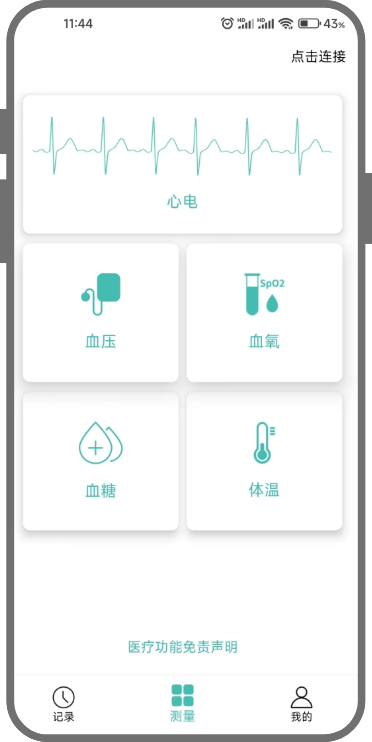 11:44 HD HD 43%
点击连接
心电
血压
SpO2
血氧
血糖
体温
医疗功能免责声明
记录 测量 我的